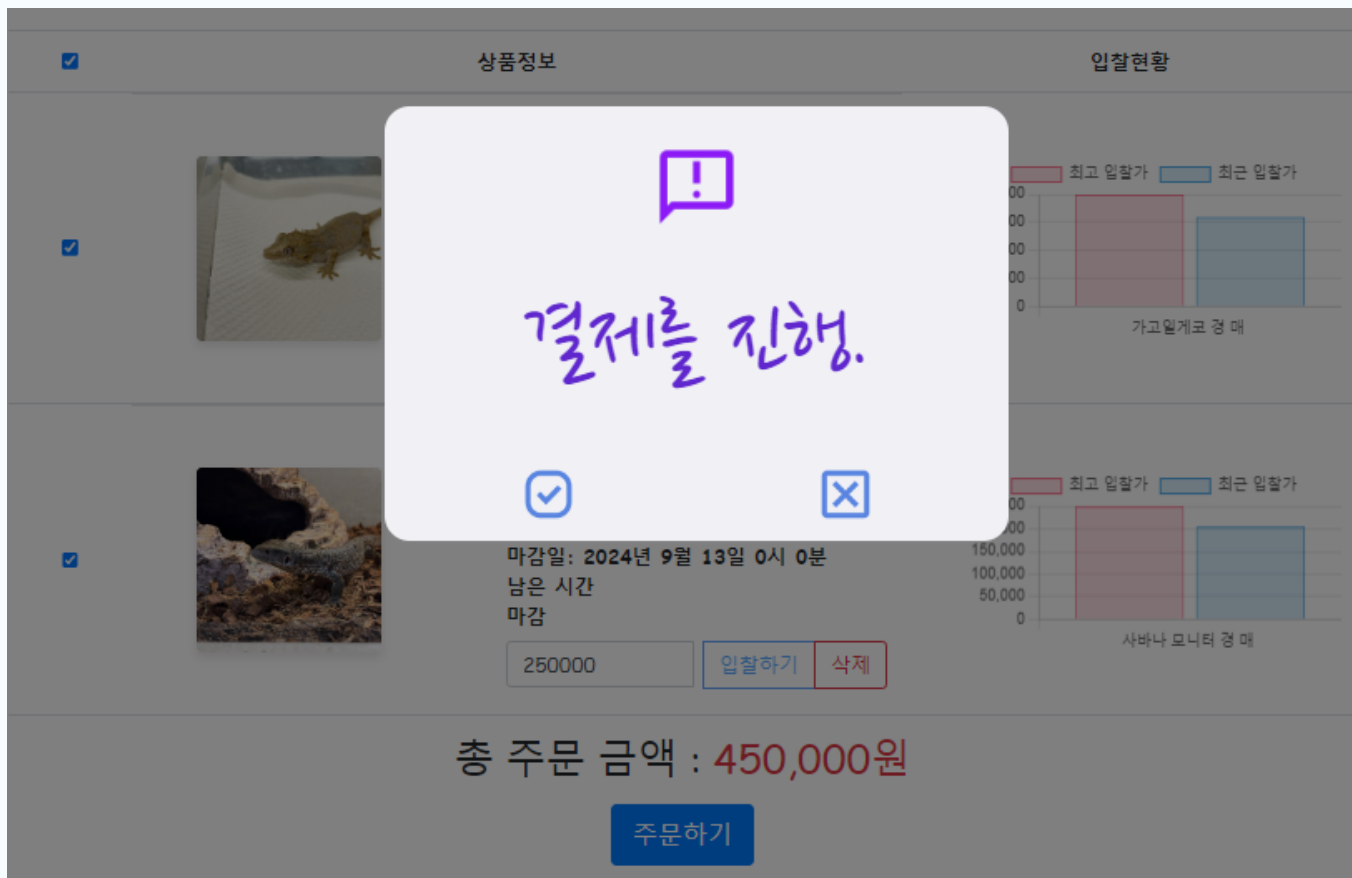 상품정보
입찰현황
최고 입찰가 최근 입찰가
0
가고일게코 경 매
결제를 진행.
최고 입찰가 최근 입찰가
150,000
100,000
50,000
0
사바나 모니터 경 매
마감일: 2024년 9월 13일 0시 0분
남은 시간
마감
250000
입찰하기
삭제
총 주문 금액 : 450,000원
주문하기